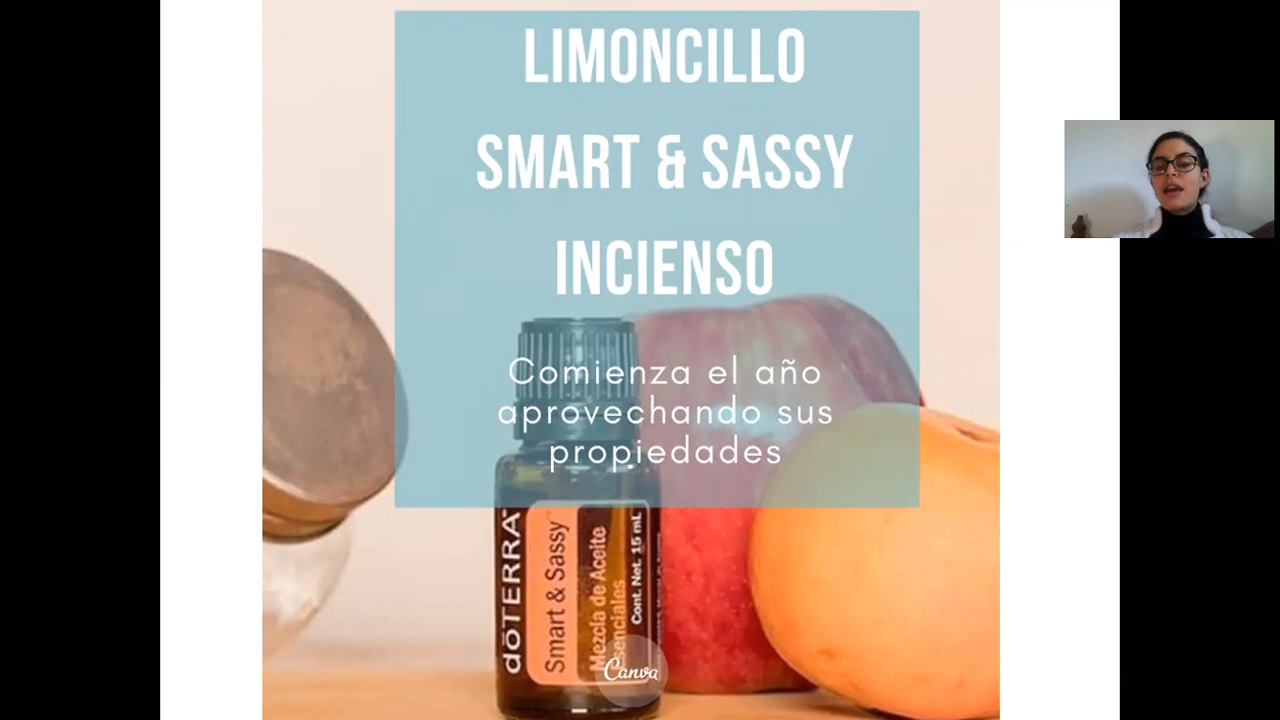 LIMONCILLO
SMART & SASSY
INCIENSO
Comienza el año
aprovechando sus
propiedades
dōTERRA
Smart & Sassy
Mezcla de Aceite
Esenciales
Cont. Net. 15 mL
Canva